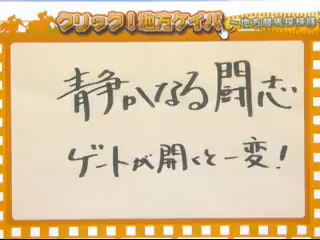 クリック!地方ケイバ
～地方競馬探検隊～
静かなる闘志
ゲートが開くと一変!